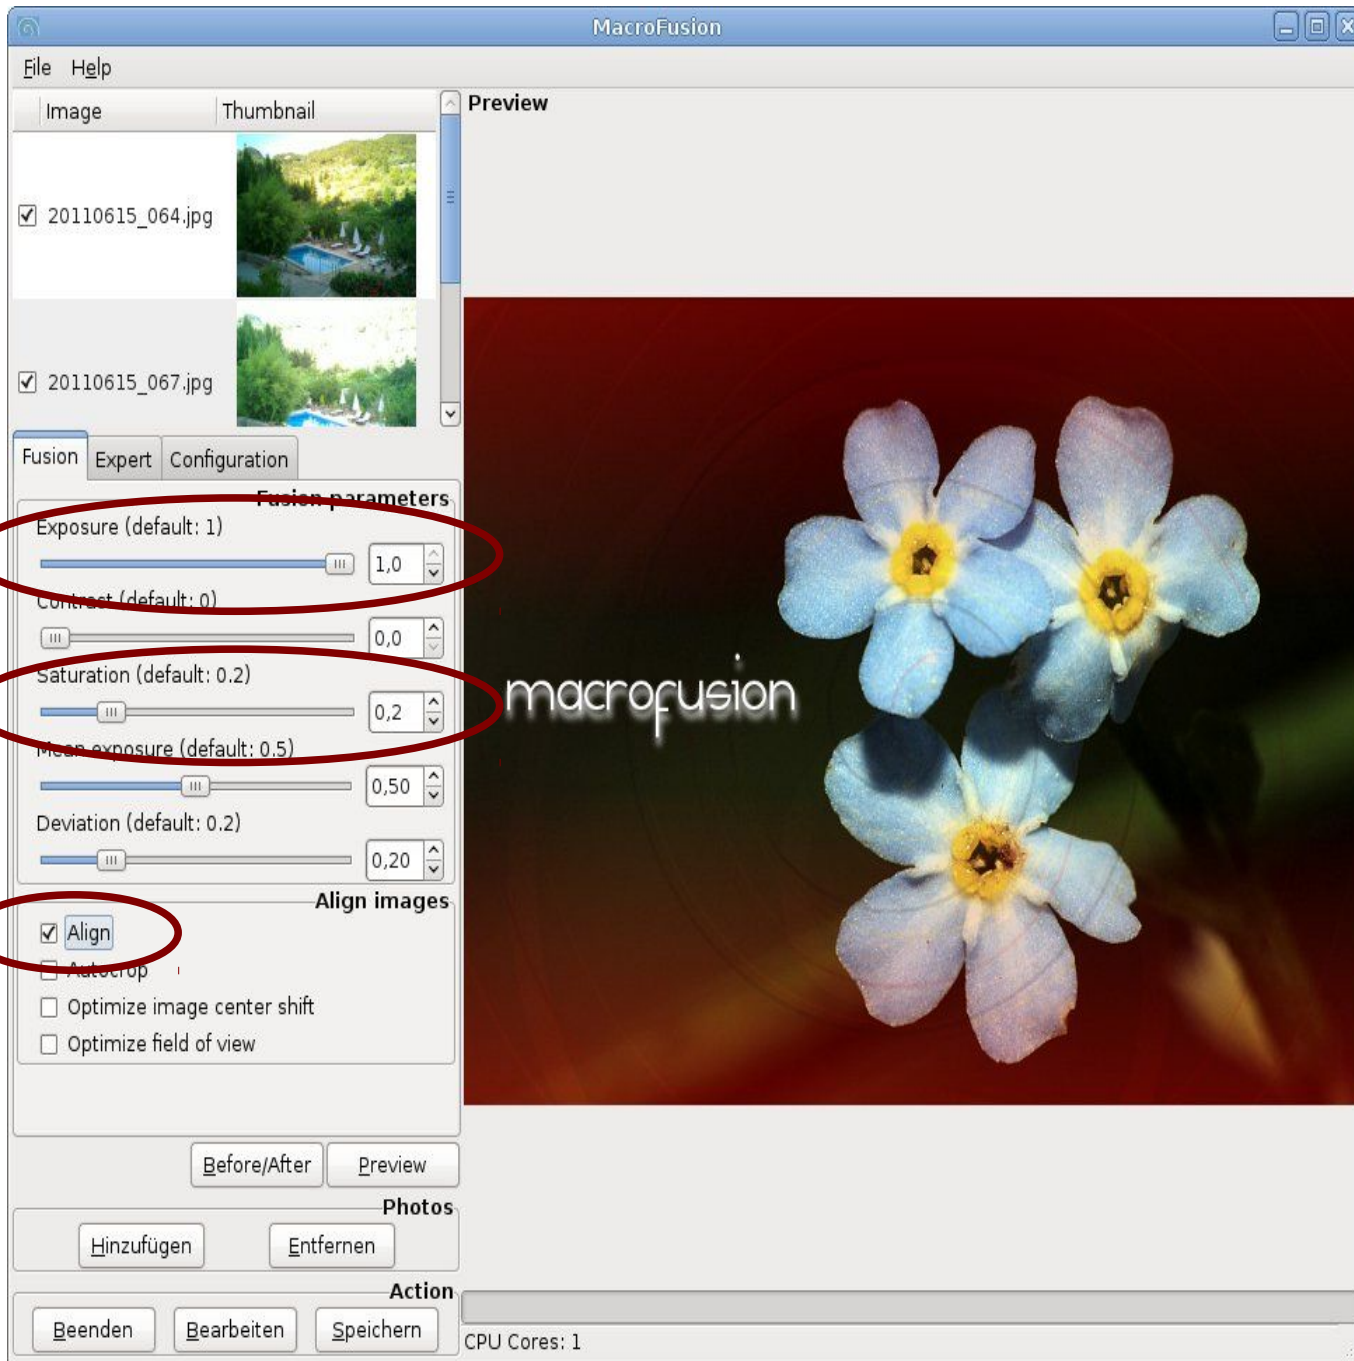 MacroFusion
File Help
Image Thumbnail
Preview
20110615_064.jpg
20110615_067.jpg
Fusion Expert Configuration
Fusion parameters
Exposure (default: 1)
1,0
Contrast (default: 0)
0,0
Saturation (default: 0.2)
0,2
Mean exposure (default: 0.5)
0,50
Deviation (default: 0.2)
0,20
Align images
Align
Autocrop
Optimize image center shift
Optimize field of view
macrofusion
Before/After Preview
Photos
Hinzufügen Entfernen
Action
Beenden Bearbeiten Speichern
CPU Cores: 1